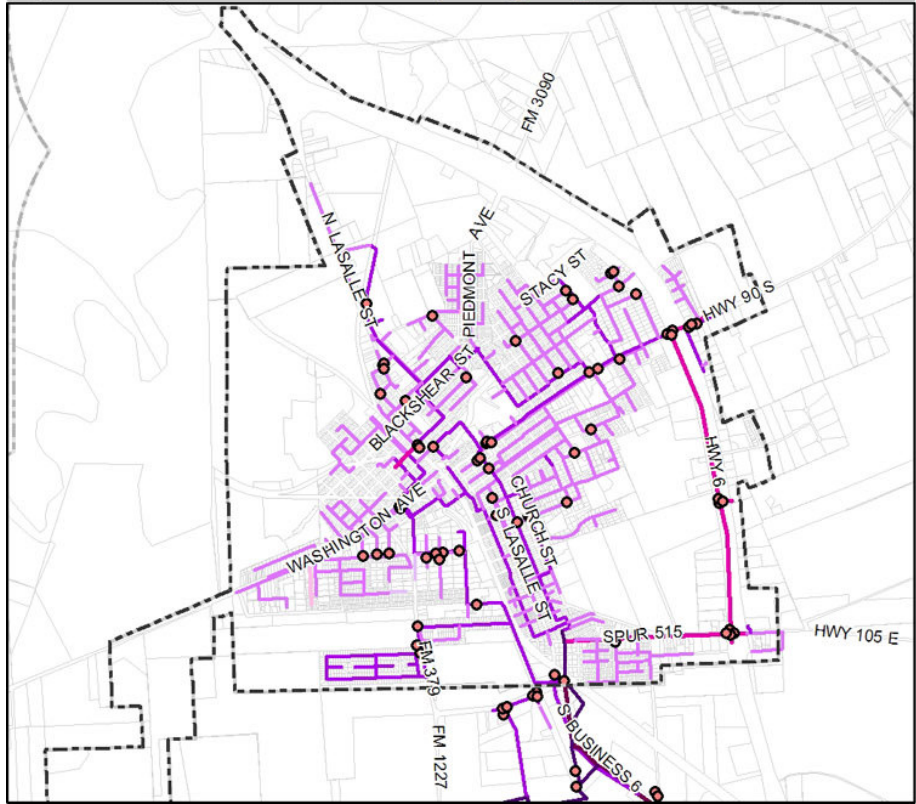 FM 3090
N LASALLE ST
PIEDMONT AVE
STACY ST
HWY 90 S
BLACKSHEAR ST
HWY 6
CHURCH ST
S LASALLE ST
WASHINGTON AVE
SPUR 515
HWY 105 E
FM 379
S BUSINESS 6
FM 1227